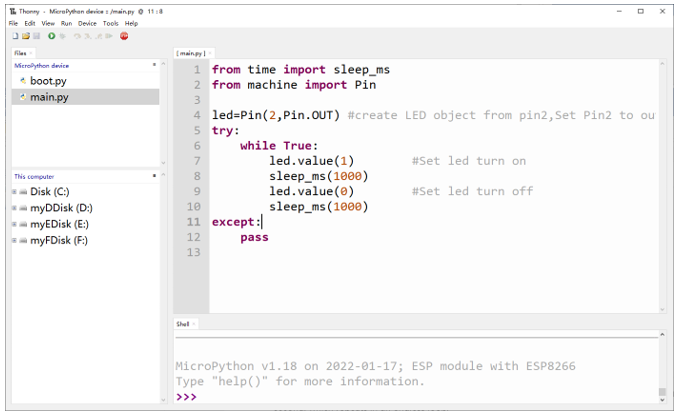 Thonny - MicroPython device :: /main.py @ 11 : 8
File Edit View Run Device Tools Help
Files
MicroPython device
boot.py
main.py
This computer
Disk (C:)
myDDisk (D:)
myEDisk (E:)
myFDisk (F:)
[ main.py ]
1 from time import sleep_ms
2 from machine import Pin
3
4 led=Pin(2,Pin.OUT) #create LED object from pin2,Set Pin2 to ou
5 try:
6 while True:
7 led.value(1) #Set led turn on
8 sleep_ms(1000)
9 led.value(0) #Set led turn off
10 sleep_ms(1000)
11 except:
12 pass
13
Shell
MicroPython v1.18 on 2022-01-17; ESP module with ESP8266
Type "help()" for more information.
>>>